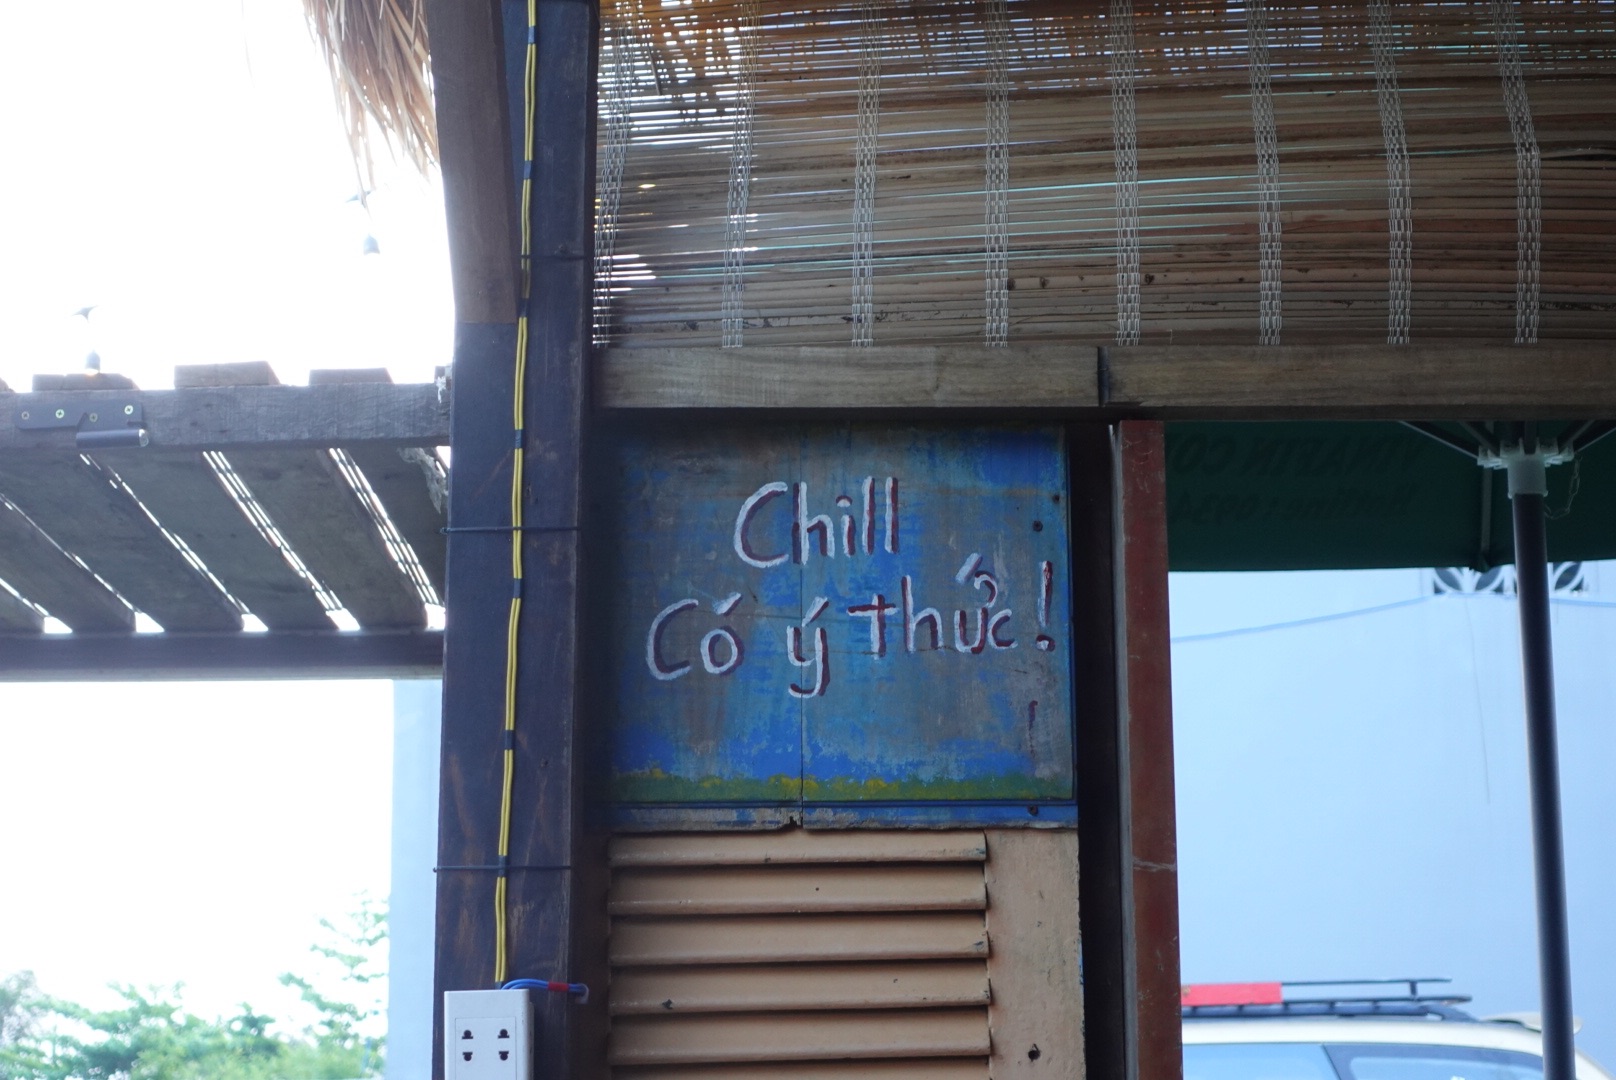 Chill
Có ý thức!